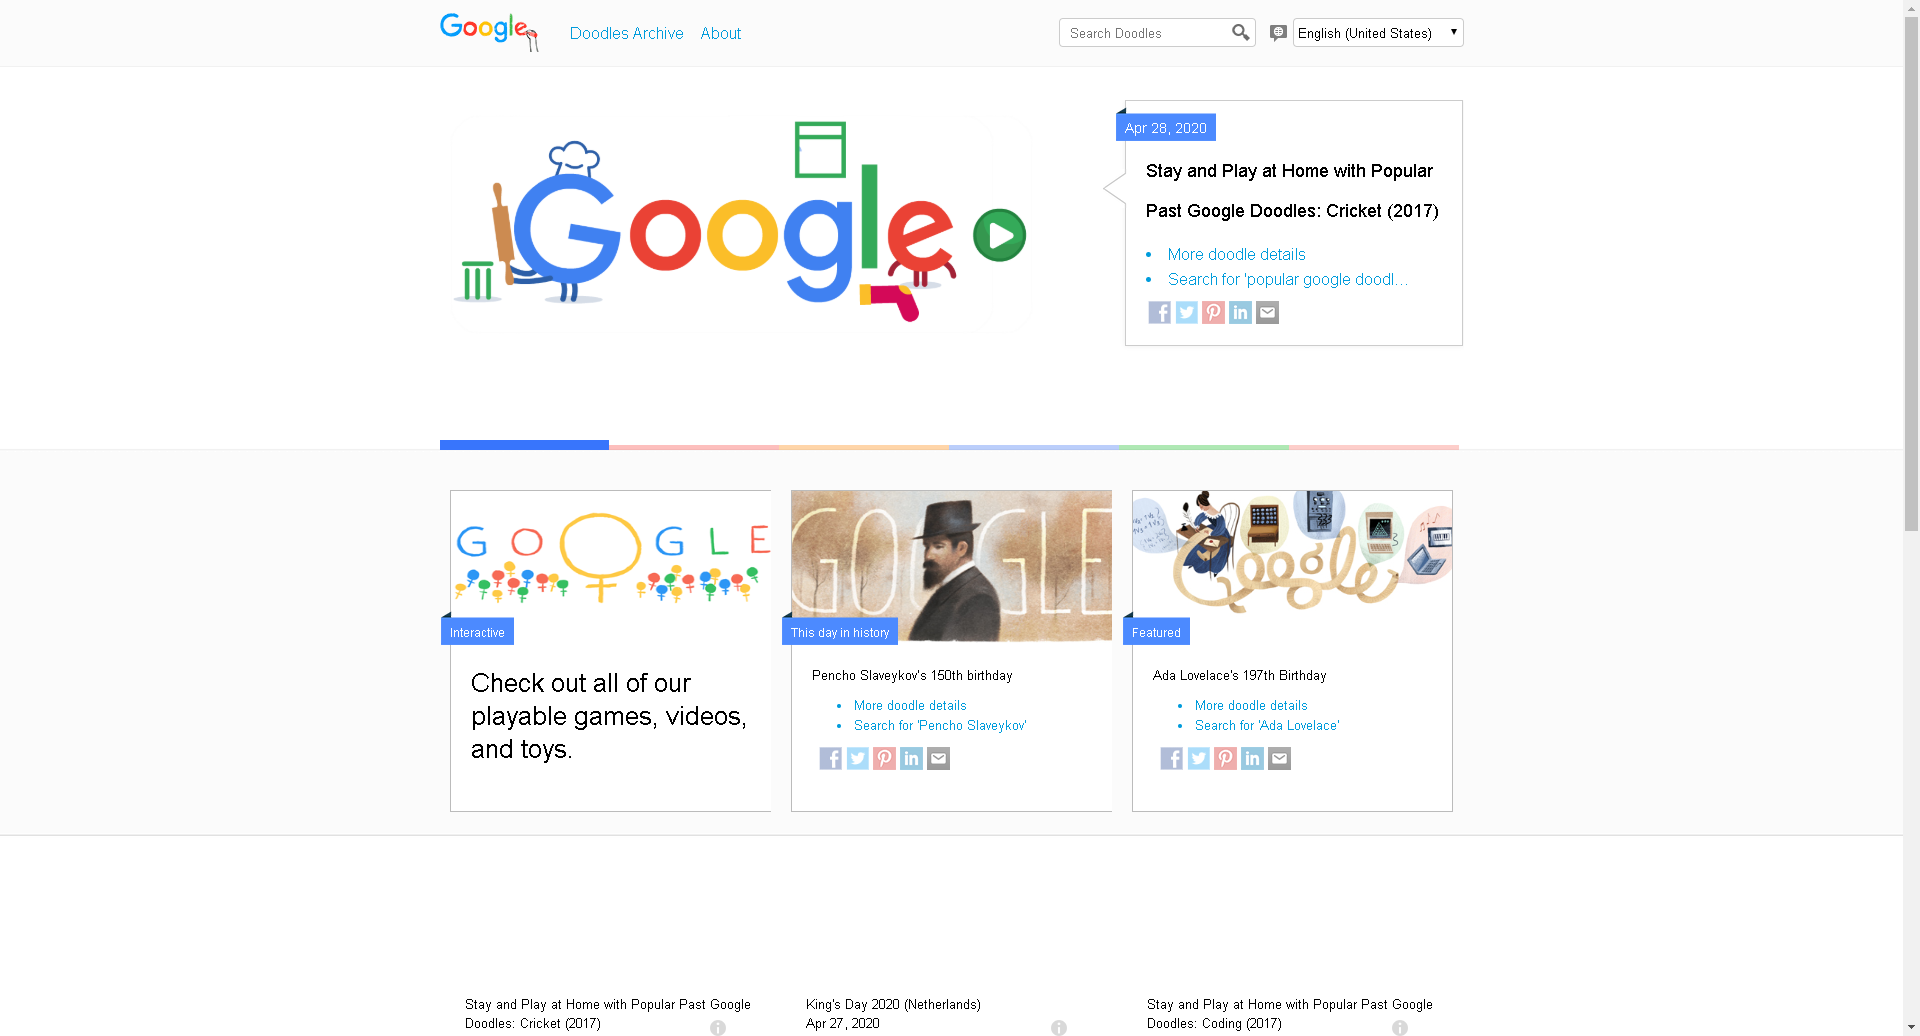 Google
Doodles Archive
About
Search Doodles
English (United States)
Google
Apr 28, 2020
Stay and Play at Home with Popular
Past Google Doodles: Cricket (2017)
More doodle details
Search for 'popular google doodl...
GOOGLE
Interactive
Check out all of our
playable games, videos,
and toys.
GOOGLE
This day in history
Pencho Slaveykov's 150th birthday
More doodle details
Search for 'Pencho Slaveykov'
Google
Featured
Ada Lovelace's 197th Birthday
More doodle details
Search for 'Ada Lovelace'
Stay and Play at Home with Popular Past Google
Doodles: Cricket (2017)
King's Day 2020 (Netherlands)
Apr 27, 2020
Stay and Play at Home with Popular Past Google
Doodles: Coding (2017)